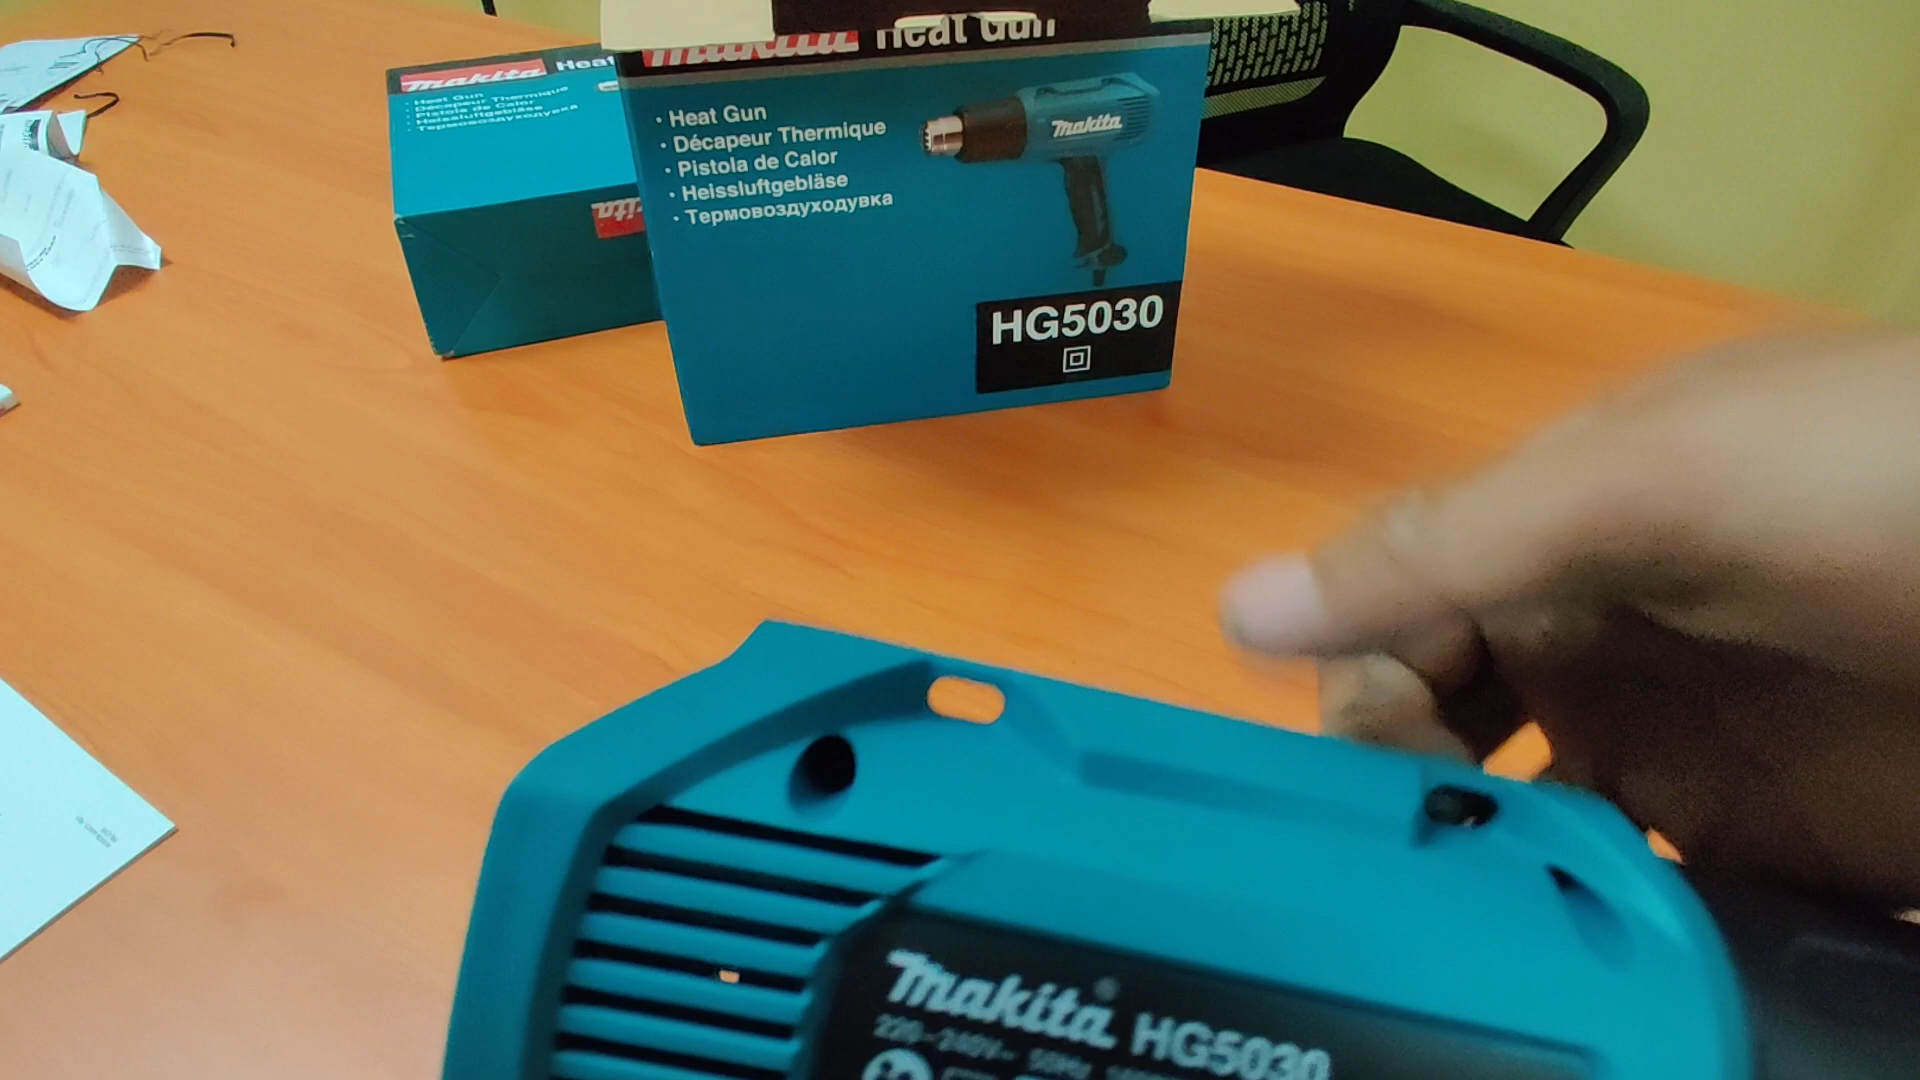 makita Heat
· Heat Gun
· Décapeur Thermique
· Pistola de Calor
· Heissluftgebläse
· Термовоздуходувка
makita Heat Gun
· Heat Gun
· Décapeur Thermique
· Pistola de Calor
· Heissluftgebläse
· Термовоздуходувка
makita
HG5030
makita HG5030
220-240V~ 50Hz